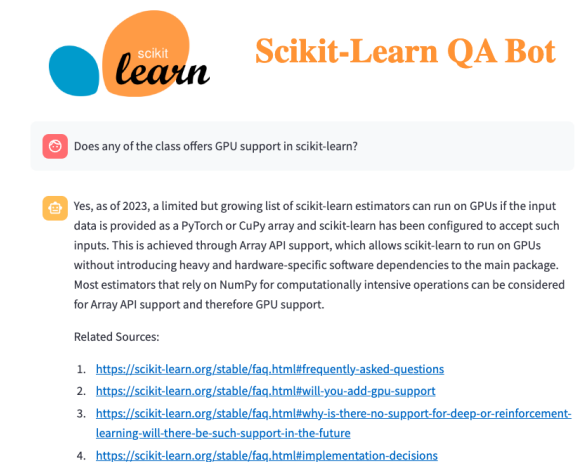 scikit
learn
Scikit-Learn QA Bot
Does any of the class offers GPU support in scikit-learn?
Yes, as of 2023, a limited but growing list of scikit-learn estimators can run on GPUs if the input
data is provided as a PyTorch or CuPy array and scikit-learn has been configured to accept such
inputs. This is achieved through Array API support, which allows scikit-learn to run on GPUs
without introducing heavy and hardware-specific software dependencies to the main package.
Most estimators that rely on NumPy for computationally intensive operations can be considered
for Array API support and therefore GPU support.
Related Sources:
1. https://scikit-learn.org/stable/faq.html#frequently-asked-questions
2. https://scikit-learn.org/stable/faq.html#will-you-add-gpu-support
3. https://scikit-learn.org/stable/faq.html#why-is-there-no-support-for-deep-or-reinforcement-
learning-will-there-be-such-support-in-the-future
4. https://scikit-learn.org/stable/faq.html#implementation-decisions